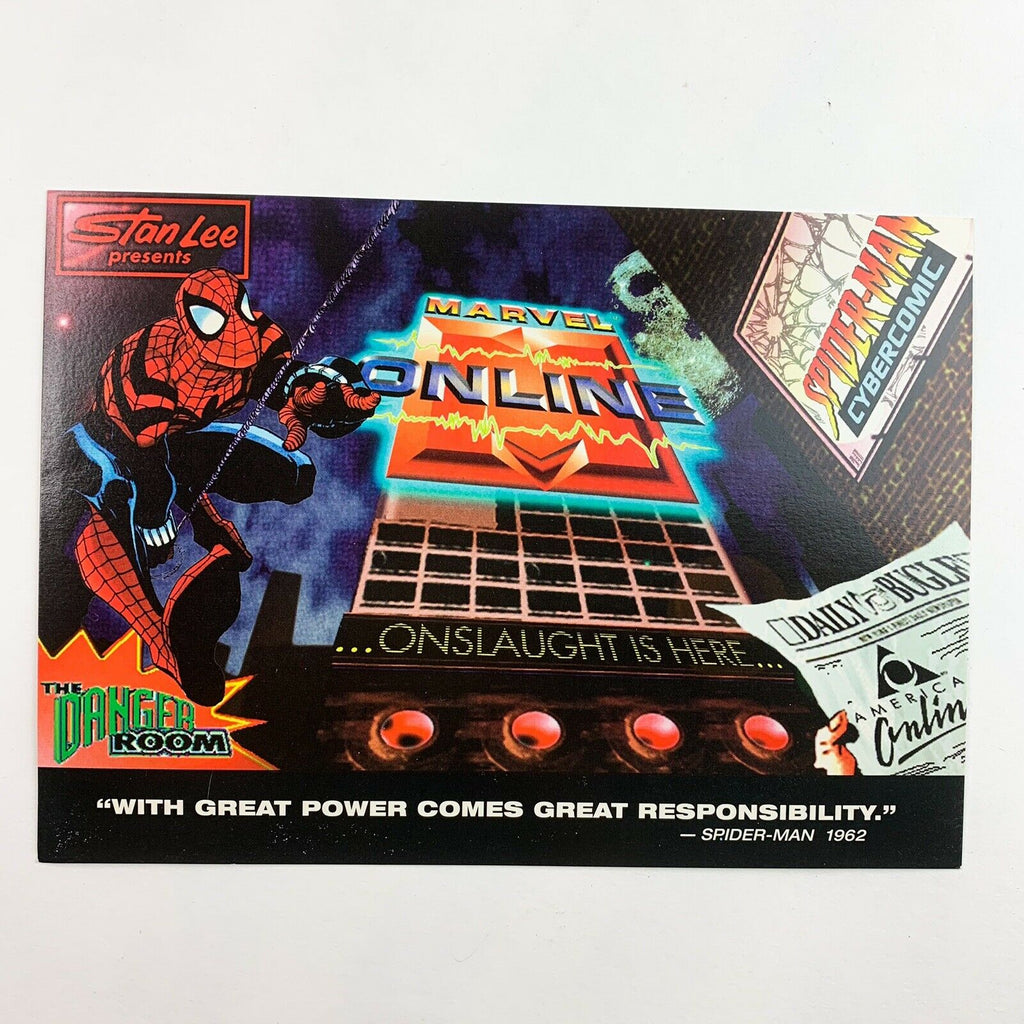 Stan Lee
presents
MARVEL
ONLINE
SPIDER-MAN
CYBERCOMIC
DAILY BUGLE
AMERICA
Onlin
...ONSLAUGHT IS HERE...
THE
DANGER
ROOM
“WITH GREAT POWER COMES GREAT RESPONSIBILITY.”
— SPIDER-MAN 1962